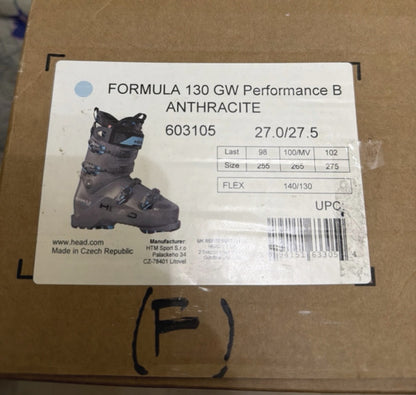 FORMULA 130 GW Performance B
ANTHRACITE
603105 27.0/27.5
Last 98 100/MV 102
Size 255 265 275
FLEX 140/130
UPC
www.head.com
Made in Czech Republic
Manufacturer:
HTM Sport S.r.o
Palackeho 24
CZ-78401 Litovel
(F)